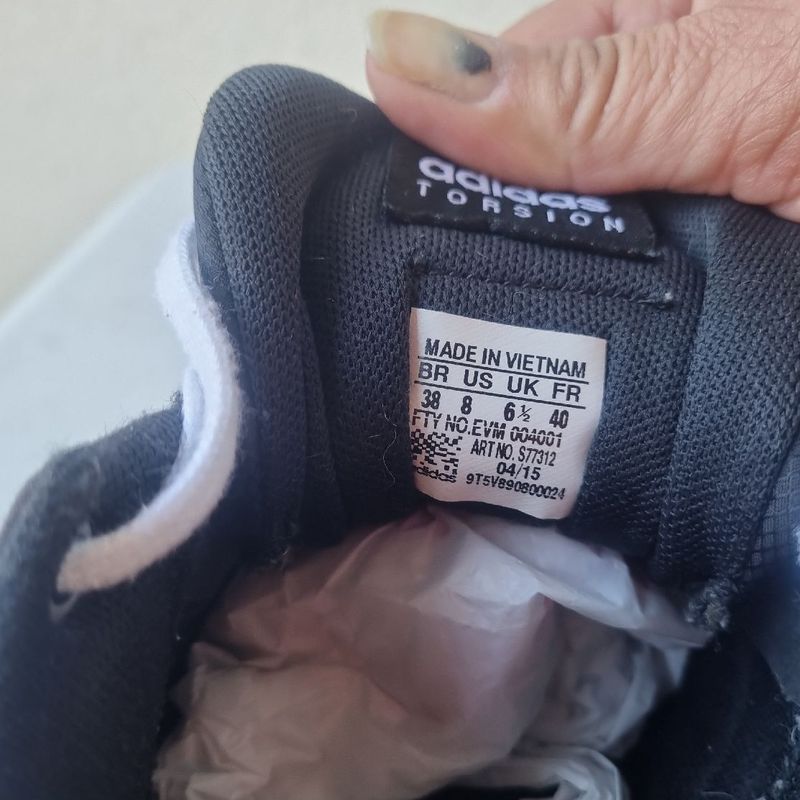 adidas
TORSION
MADE IN VIETNAM
BR US UK FR
38 8 6½ 40
FTY NO.EVM 004001
ART NO. S77312
04/15
adidas
9T5V890800024